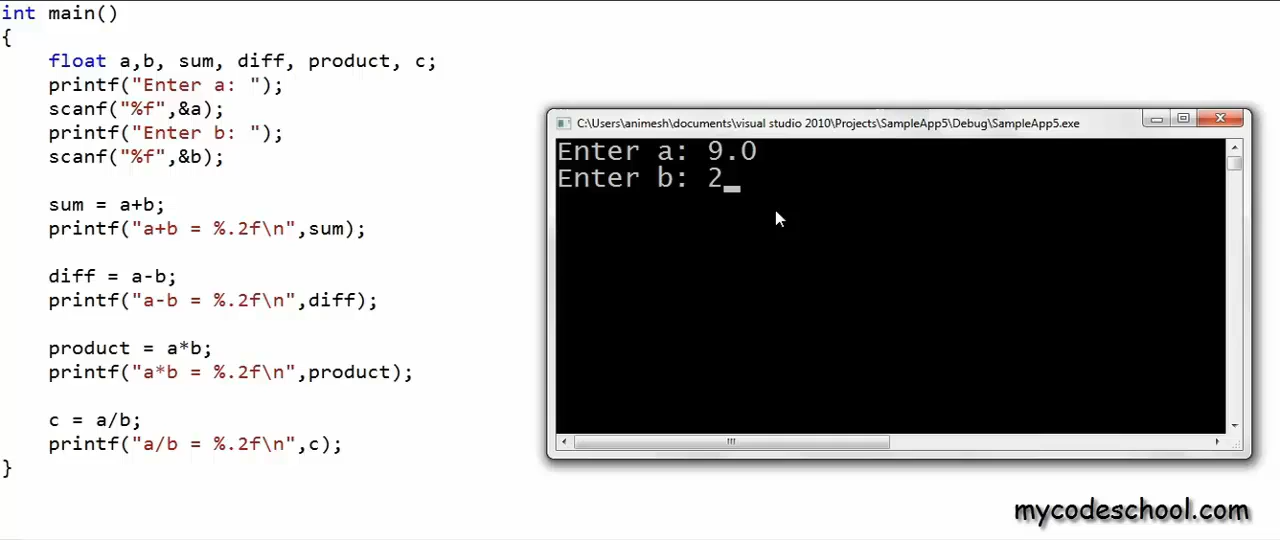 int main()
{
float a,b, sum, diff, product, c;
printf("Enter a: ");
scanf("%f",&a);
printf("Enter b: ");
scanf("%f",&b);
sum = a+b;
printf("a+b = %.2f\n",sum);
diff = a-b;
printf("a-b = %.2f\n",diff);
product = a*b;
printf("a*b = %.2f\n",product);
c = a/b;
printf("a/b = %.2f\n",c);
}
C:\Users\animesh\documents\visual studio 2010\Projects\SampleApp5\Debug\SampleApp5.exe
Enter a: 9.0
Enter b: 2_
mycodeschool.com